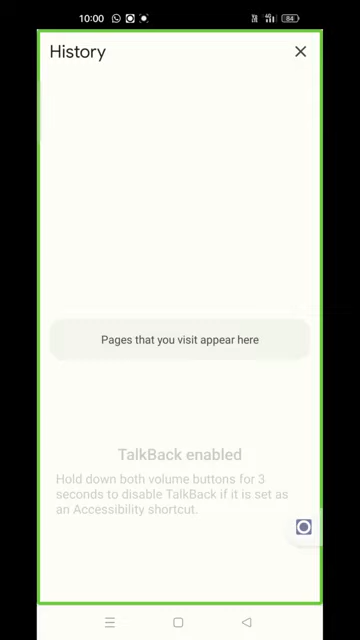 10:00
84
History
Pages that you visit appear here
TalkBack enabled
Hold down both volume buttons for 3
seconds to disable TalkBack if it is set as
an Accessibility shortcut.